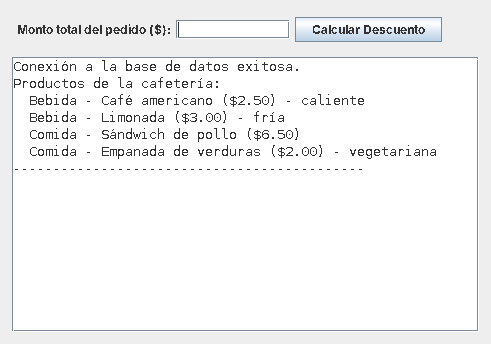 Monto total del pedido ($): Calcular Descuento
Conexión a la base de datos exitosa.
Productos de la cafetería:
  Bebida - Café americano ($2.50) - caliente
  Bebida - Limonada ($3.00) - fría
  Comida - Sándwich de pollo ($6.50)
  Comida - Empanada de verduras ($2.00) - vegetariana
--------------------------------------------